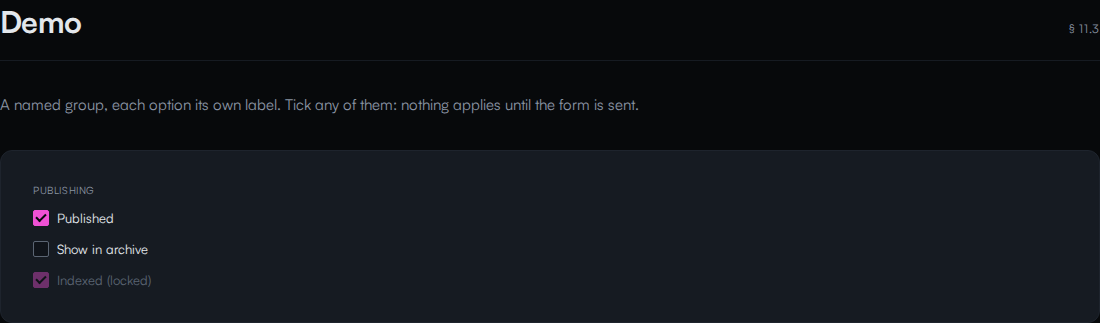 Demo
§ 11.3
A named group, each option its own label. Tick any of them: nothing applies until the form is sent.
PUBLISHING
Published
Show in archive
Indexed (locked)